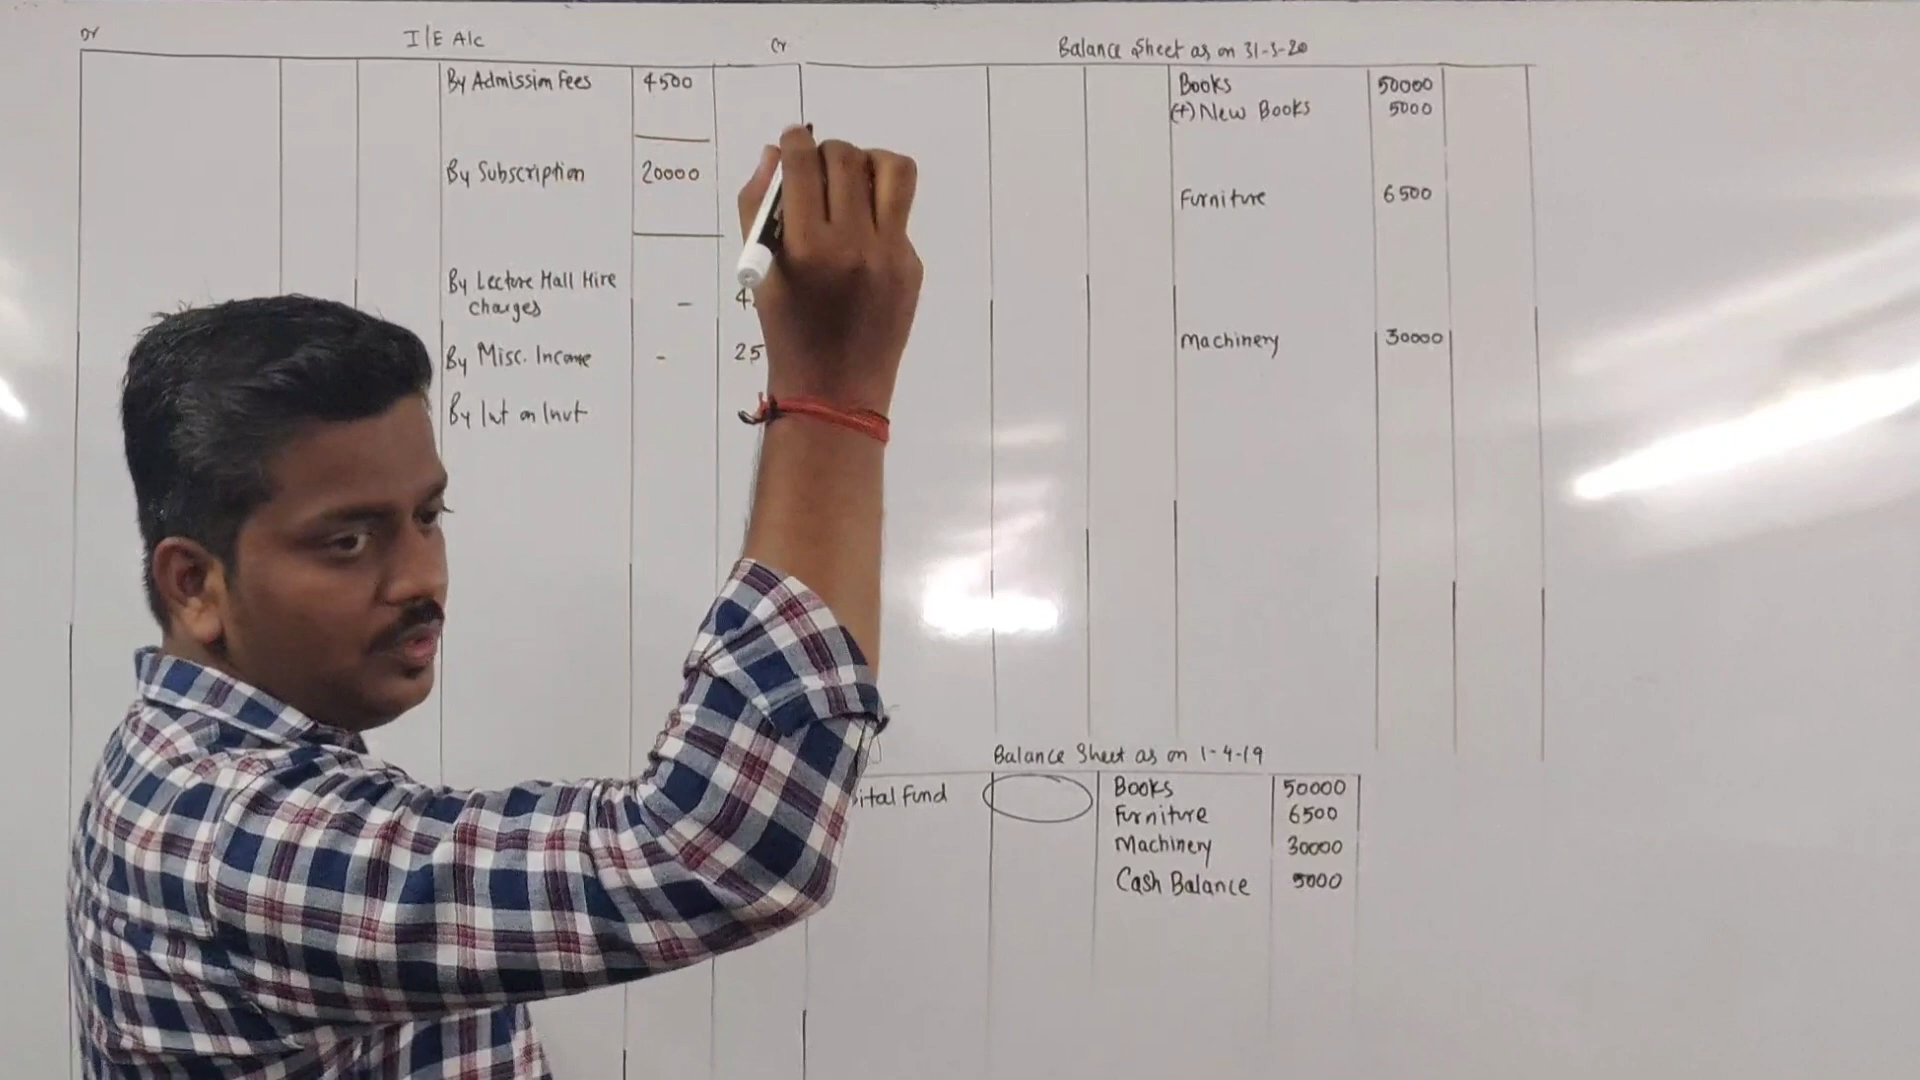 Dr I/E A/c Cr
By Admission Fees 4500
By Subscription 20000
By Lecture Hall Hire
charges - 4
By Misc. Income - 25
By Int on Invt
Balance Sheet as on 31-3-20
Books 50000
(+) New Books 5000
Furniture 6500
Machinery 30000
Balance Sheet as on 1-4-19
ital Fund Books 50000
Furniture 6500
Machinery 30000
Cash Balance 5000